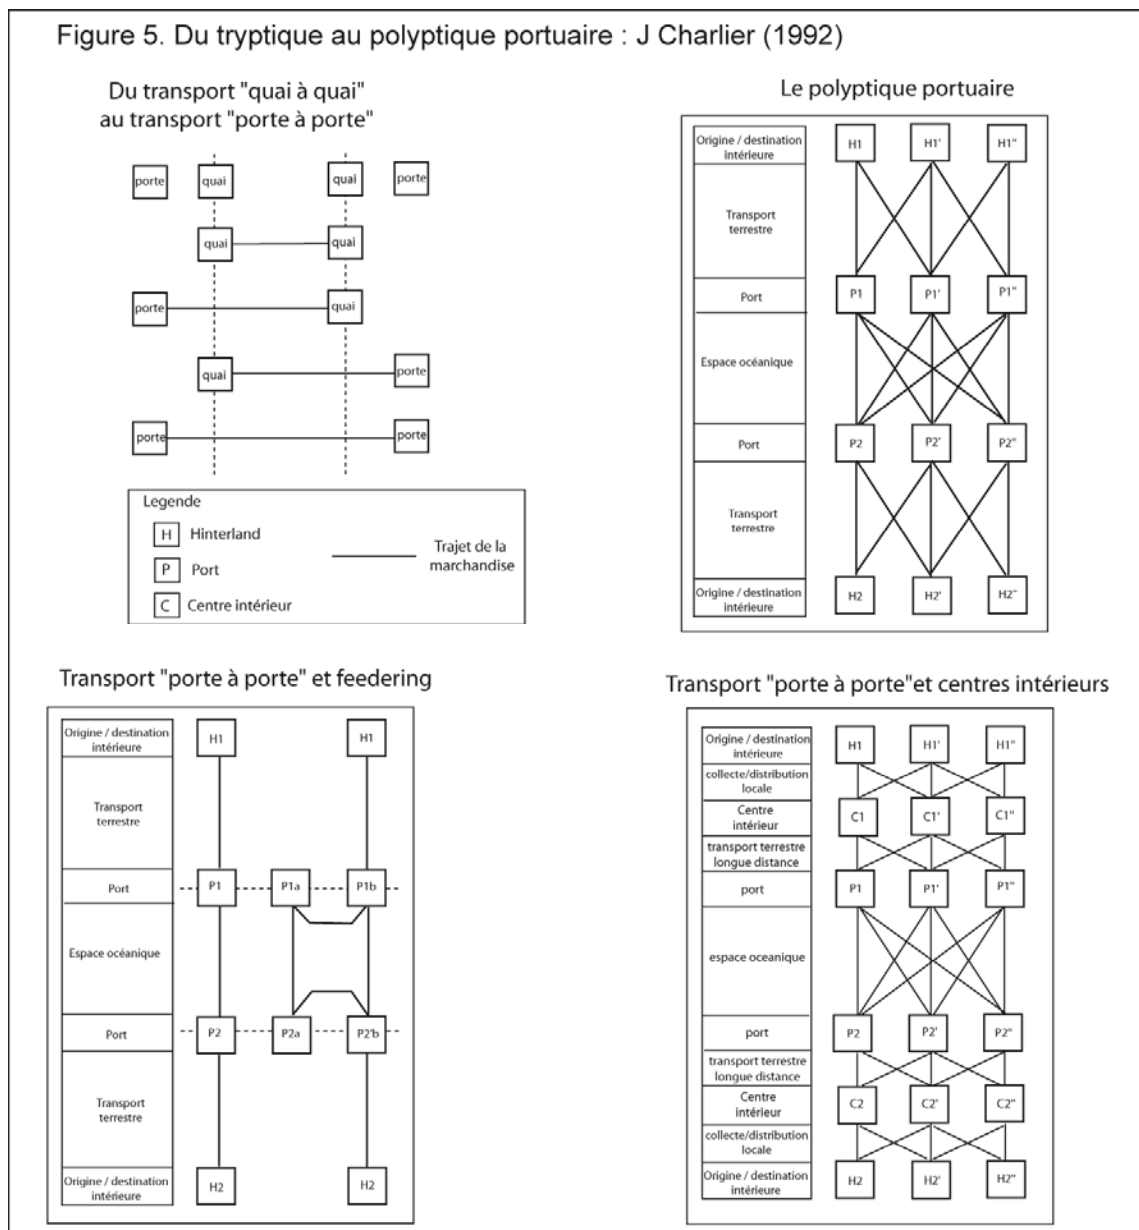 Figure 5. Du tryptique au polyptique portuaire : J Charlier (1992)
Du transport "quai à quai"
au transport "porte à porte"
porte quai quai porte
quai quai
porte quai
quai porte
porte porte
Legende
H Hinterland
P Port
C Centre intérieur
Trajet de la
marchandise
Le polyptique portuaire
Origine / destination
intérieure
H1 H1' H1"
Transport
terrestre
Port
P1 P1' P1"
Espace océanique
Port
P2 P2' P2"
Transport
terrestre
Origine / destination
intérieure
H2 H2' H2"
Transport "porte à porte" et feedering
Origine / destination
intérieure
H1 H1
Transport
terrestre
Port
P1 P1a P1b
Espace océanique
Port
P2 P2a P2'b
Transport
terrestre
Origine / destination
intérieure
H2 H2
Transport "porte à porte"et centres intérieurs
Origine / destination
intérieure
H1 H1' H1"
collecte/distribution
locale
Centre
intérieur
C1 C1' C1"
transport terrestre
longue distance
port
P1 P1' P1"
espace oceanique
port
P2 P2' P2"
transport terrestre
longue distance
Centre
intérieur
C2 C2' C2"
collecte/distribution
locale
Origine / destination
intérieure
H2 H2' H2"